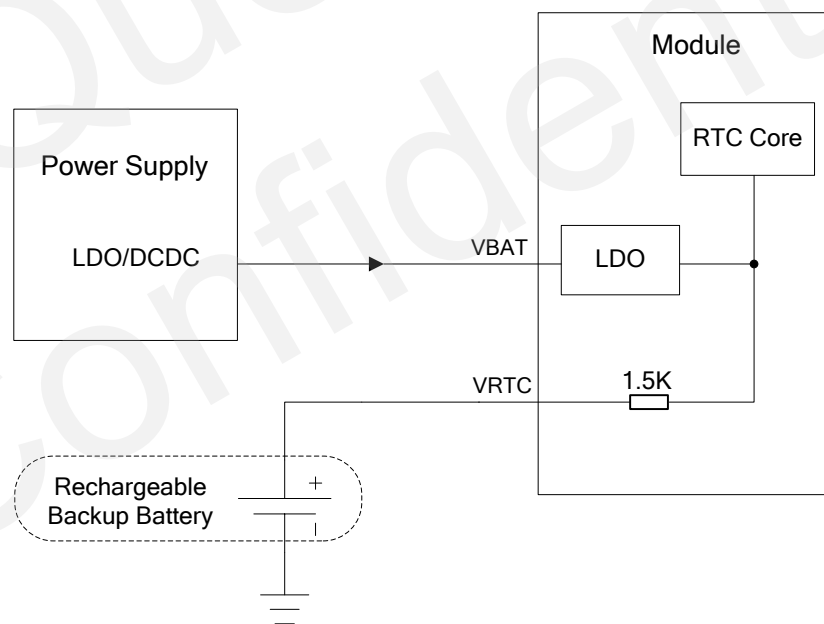 Module
RTC Core
Power Supply
LDO/DCDC
VBAT
LDO
VRTC
1.5K
Rechargeable
Backup Battery
+
-